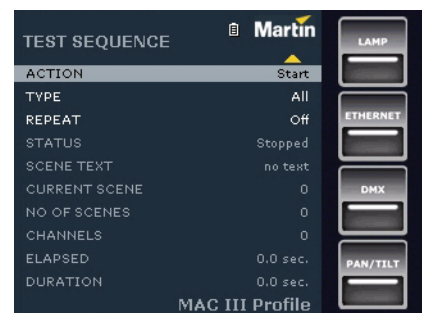 Martin
TEST SEQUENCE
ACTION Start
TYPE All
REPEAT Off
STATUS Stopped
SCENE TEXT no text
CURRENT SCENE 0
NO OF SCENES 0
CHANNELS 0
ELAPSED 0.0 sec.
DURATION 0.0 sec.
MAC III Profile
LAMP
ETHERNET
DMX
PAN/TILT